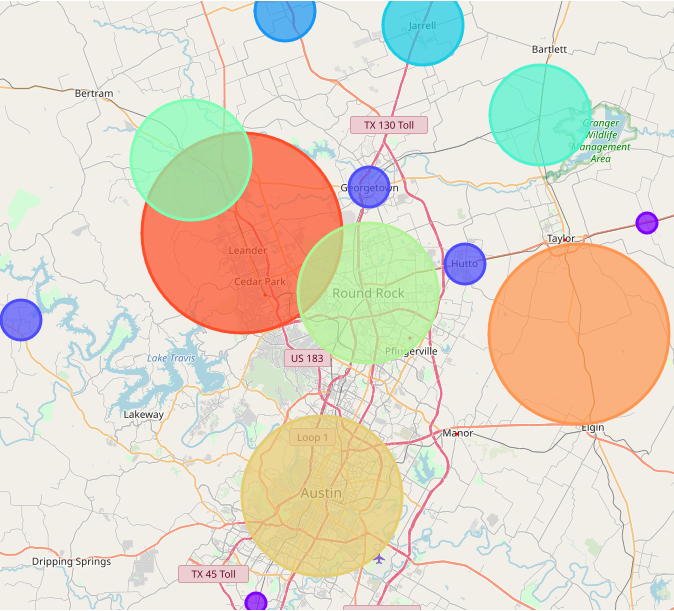 Jarrell
Bartlett
Bertram
TX 130 Toll
Granger
Wildlife
Management
Area
Georgetown
Taylor
Leander
Hutto
Cedar Park
Round Rock
Lake Travis
US 183
Pflugerville
Lakeway
Loop 1
Manor
Elgin
Austin
Dripping Springs
TX 45 Toll